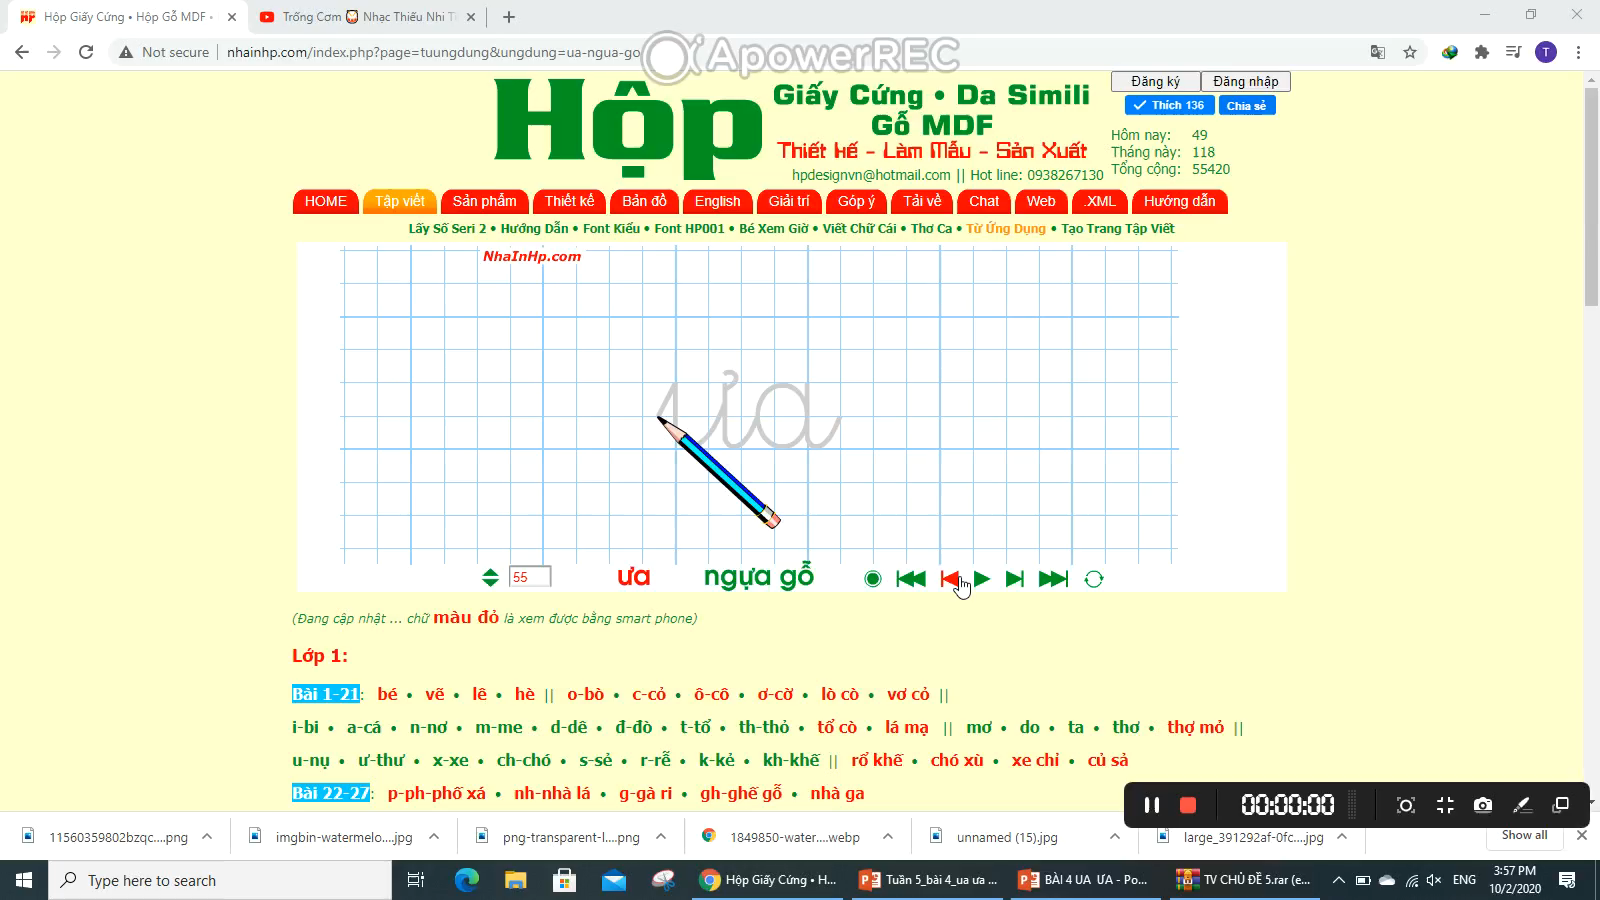 Hộp Giấy Cứng • Hộp Gỗ MDF •
Trống Cơm Nhạc Thiếu Nhi
Not secure
nhainhp.com/index.php?page=tuungdung&ungdung=ua-ngua-go
ApowerREC
T
Hộp
Giấy Cứng • Da Simili
Gỗ MDF
Thiết kế - Làm Mẫu - Sản Xuất
hpdesignvn@hotmail.com || Hot line: 0938267130
Đăng ký Đăng nhập
Thích 136 Chia sẻ
Hôm nay: 49
Tháng này: 118
Tổng cộng: 55420
HOME Tập viết Sản phẩm Thiết kế Bản đồ English Giải trí Góp ý Tải về Chat Web .XML Hướng dẫn
Lấy Số Seri 2 • Hướng Dẫn • Font Kiểu • Font HP001 • Bé Xem Giờ • Viết Chữ Cái • Thơ Ca • Từ Ứng Dụng • Tạo Trang Tập Viết
NhaInHp.com
ưa
55 ưa ngựa gỗ
(Đang cập nhật ... chữ màu đỏ là xem được bằng smart phone)
Lớp 1:
Bài 1-21: bé • vẽ • lê • hè || o-bò • c-cỏ • ô-cô • ơ-cờ • lò cò • vơ cỏ ||
i-bi • a-cá • n-nơ • m-me • d-dê • đ-đò • t-tổ • th-thỏ • tổ cò • lá mạ || mơ • do • ta • thơ • thợ mỏ ||
u-nụ • ư-thư • x-xe • ch-chó • s-sẻ • r-rễ • k-kẻ • kh-khế || rổ khế • chó xù • xe chỉ • củ sả
Bài 22-27: p-ph-phố xá • nh-nhà lá • g-gà ri • gh-ghế gỗ • nhà ga
00:00:00
11560359802bzqc....png
imgbin-watermelo....jpg
png-transparent-l....png
1849850-water....webp
unnamed (15).jpg
large_391292af-0fc....jpg
Show all
Type here to search
Hộp Giấy Cứng • H...
Tuần 5_bài 4_ua ưa ...
BÀI 4 UA ƯA - Po...
TV CHỦ ĐỀ 5.rar (e...
ENG
3:57 PM
10/2/2020